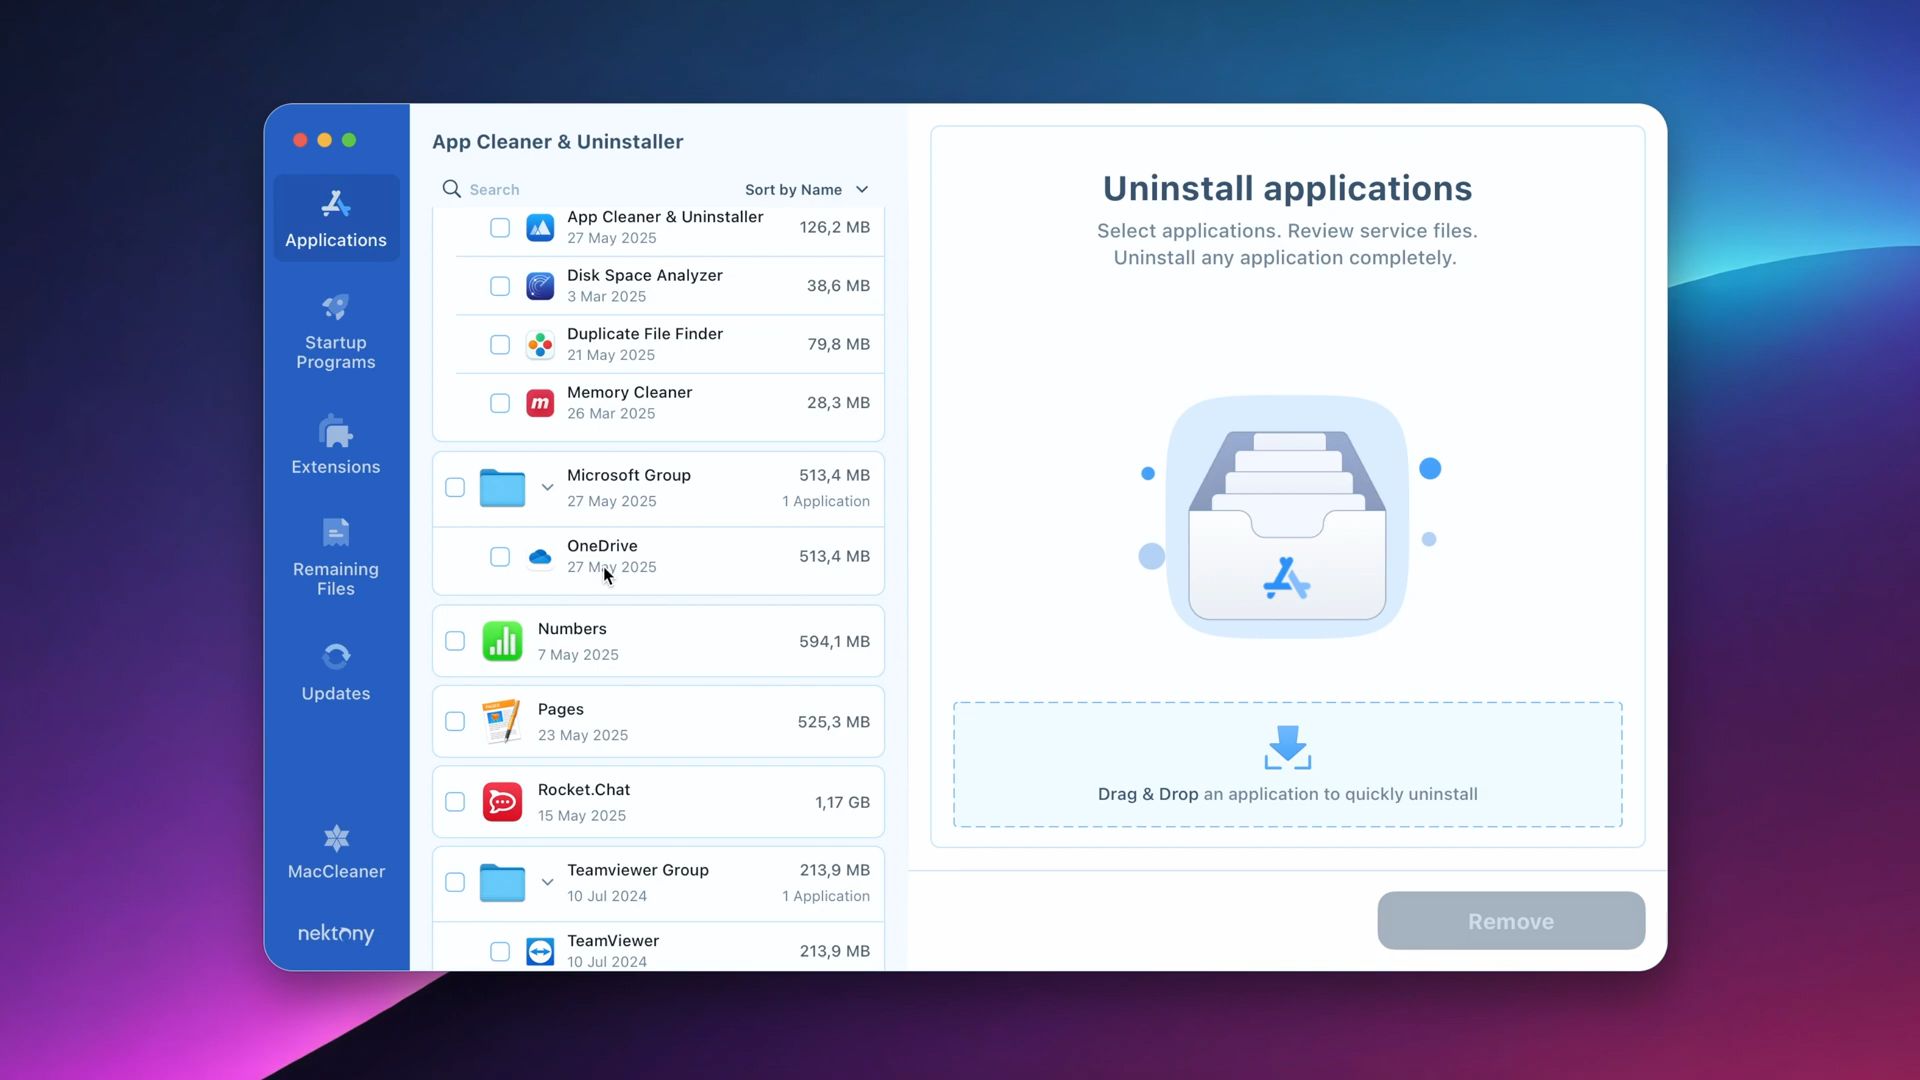 App Cleaner & Uninstaller
Search
Sort by Name
Applications
Startup
Programs
Extensions
Remaining
Files
Updates
MacCleaner
nektony
App Cleaner & Uninstaller
27 May 2025
126,2 MB
Disk Space Analyzer
3 Mar 2025
38,6 MB
Duplicate File Finder
21 May 2025
79,8 MB
Memory Cleaner
26 Mar 2025
28,3 MB
Microsoft Group
27 May 2025
513,4 MB
1 Application
OneDrive
27 May 2025
513,4 MB
Numbers
7 May 2025
594,1 MB
Pages
23 May 2025
525,3 MB
Rocket.Chat
15 May 2025
1,17 GB
Teamviewer Group
10 Jul 2024
213,9 MB
1 Application
TeamViewer
10 Jul 2024
213,9 MB
Uninstall applications
Select applications. Review service files.
Uninstall any application completely.
Drag & Drop an application to quickly uninstall
Remove